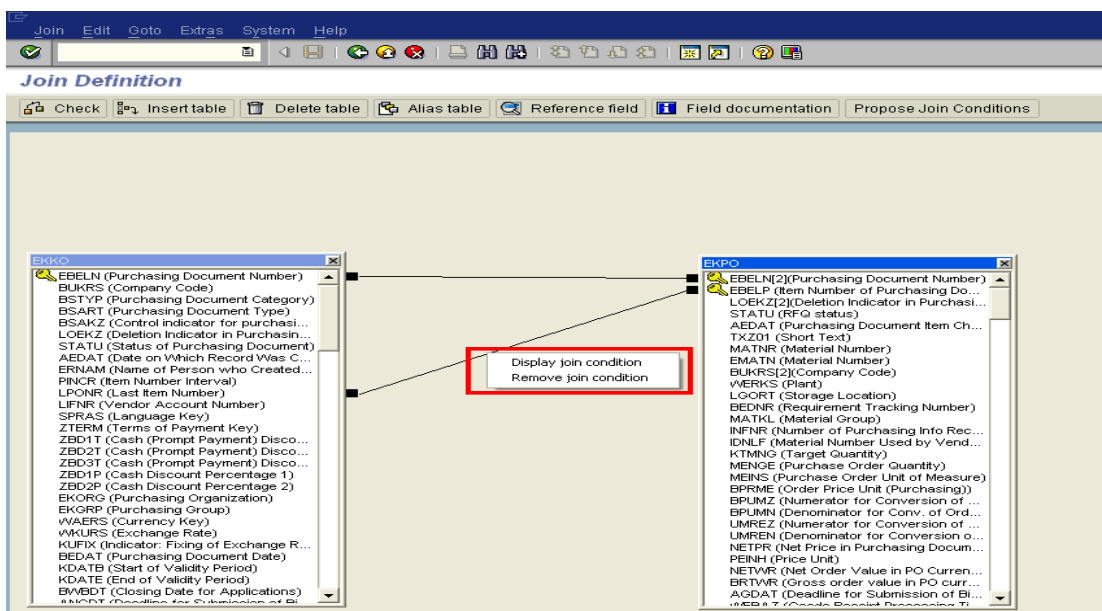 Join Edit Goto Extras System Help
Join Definition
Check Insert table Delete table Alias table Reference field Field documentation Propose Join Conditions
EKKO
EBELN (Purchasing Document Number)
BUKRS (Company Code)
BSTYP (Purchasing Document Category)
BSART (Purchasing Document Type)
BSAKZ (Control indicator for purchasi...
LOEKZ (Deletion Indicator in Purchasin...
STATU (Status of Purchasing Document)
AEDAT (Date on Which Record Was C...
ERNAM (Name of Person who Created...
PINCR (Item Number Interval)
LPONR (Last Item Number)
LIFNR (Vendor Account Number)
SPRAS (Language Key)
ZTERM (Terms of Payment Key)
ZBD1T (Cash (Prompt Payment) Disco...
ZBD2T (Cash (Prompt Payment) Disco...
ZBD3T (Cash (Prompt Payment) Disco...
ZBD1P (Cash Discount Percentage 1)
ZBD2P (Cash Discount Percentage 2)
EKORG (Purchasing Organization)
EKGRP (Purchasing Group)
WAERS (Currency Key)
WKURS (Exchange Rate)
KUFIX (Indicator: Fixing of Exchange R...
BEDAT (Purchasing Document Date)
KDATB (Start of Validity Period)
KDATE (End of Validity Period)
BWBDT (Closing Date for Applications)
Display join condition
Remove join condition
EKPO
EBELN[2](Purchasing Document Number)
EBELP (Item Number of Purchasing Do...
LOEKZ[2](Deletion Indicator in Purchasi...
STATU (RFQ status)
AEDAT (Purchasing Document Item Ch...
TXZ01 (Short Text)
MATNR (Material Number)
EMATN (Material Number)
BUKRS[2](Company Code)
WERKS (Plant)
LGORT (Storage Location)
BEDNR (Requirement Tracking Number)
MATKL (Material Group)
INFNR (Number of Purchasing Info Rec...
IDNLF (Material Number Used by Vend...
KTMNG (Target Quantity)
MENGE (Purchase Order Quantity)
MEINS (Purchase Order Unit of Measure)
BPRME (Order Price Unit (Purchasing))
BPUMZ (Numerator for Conversion of ...
BPUMN (Denominator for Conv. of Ord...
UMREZ (Numerator for Conversion of ...
UMREN (Denominator for Conversion o...
NETPR (Net Price in Purchasing Docum...
PEINH (Price Unit)
NETWR (Net Order Value in PO Curren...
BRTWR (Gross order value in PO curr...
AGDAT (Deadline for Submission of Bi...